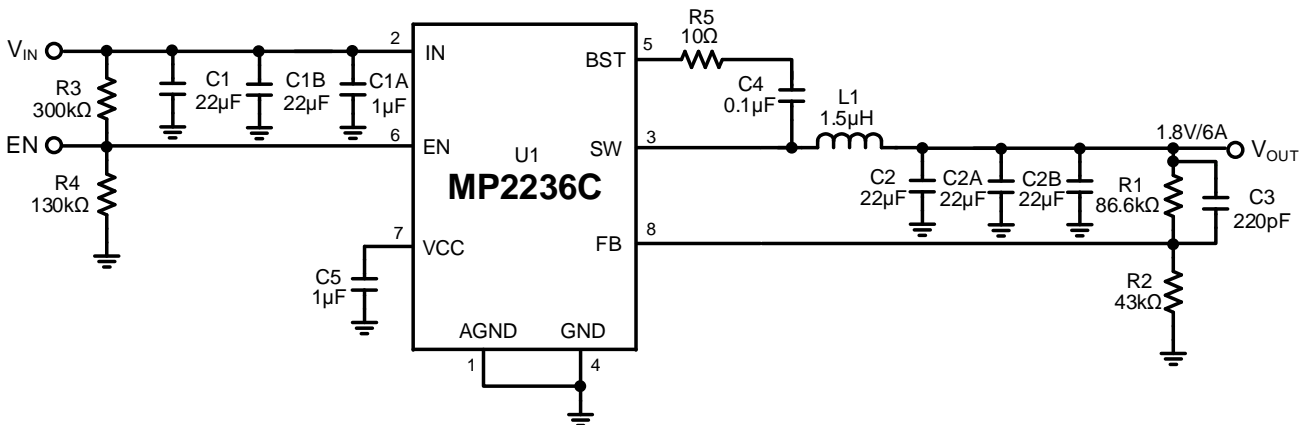 R5
10Ω
V_IN
2
IN
BST
5
C4
0.1µF
R3
300kΩ
C1
22µF
C1B
22µF
C1A
1µF
L1
1.5µH
EN
6
EN
U1
MP2236C
SW
3
1.8V/6A
V_OUT
R4
130kΩ
C2
22µF
C2A
22µF
C2B
22µF
R1
86.6kΩ
C3
220pF
7
VCC
FB
8
C5
1µF
R2
43kΩ
AGND
GND
1
4